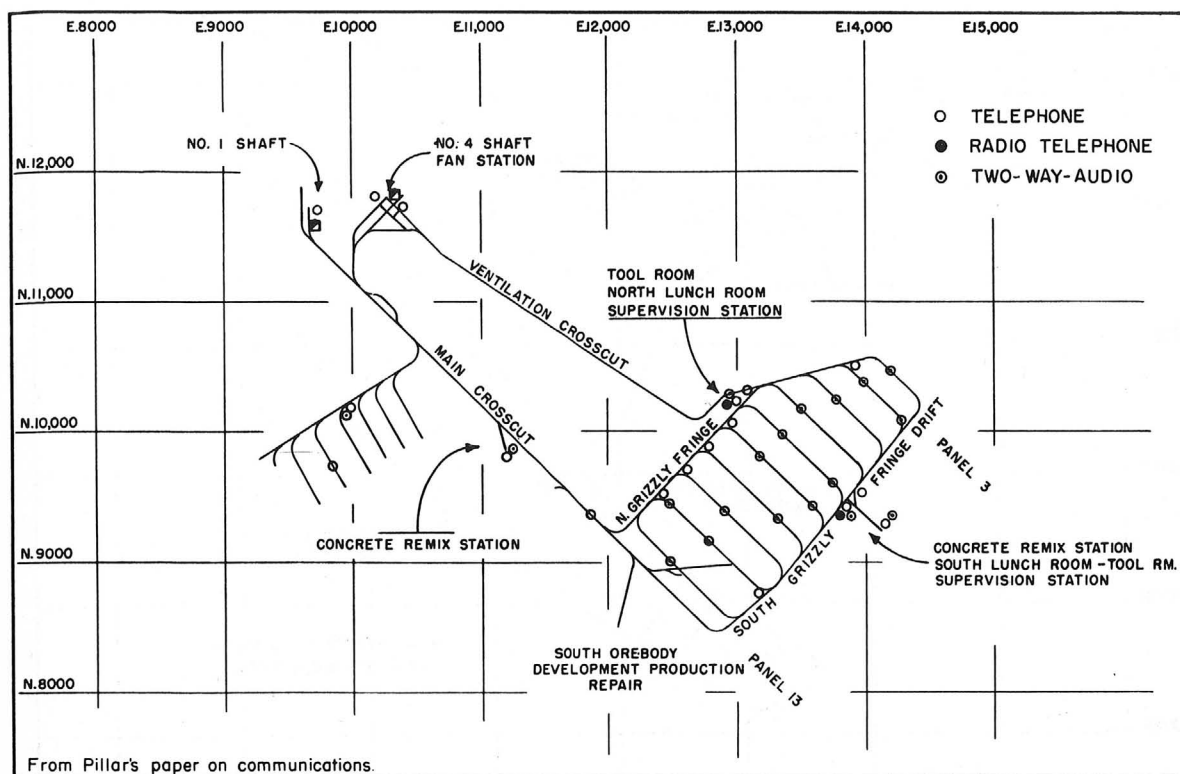 E.8000 E.9000 E.10,000 E.11,000 E.12,000 E.13,000 E.14,000 E.15,000
TELEPHONE
RADIO TELEPHONE
TWO-WAY-AUDIO
NO. 1 SHAFT
NO. 4 SHAFT
FAN STATION
N.12,000
VENTILATION CROSSCUT
TOOL ROOM
NORTH LUNCH ROOM
SUPERVISION STATION
N.11,000
MAIN CROSSCUT
N.10,000
N. GRIZZLY FRINGE
FRINGE DRIFT
PANEL 3
CONCRETE REMIX STATION
CONCRETE REMIX STATION
SOUTH LUNCH ROOM - TOOL RM.
SUPERVISION STATION
N.9000
SOUTH GRIZZLY
PANEL 13
SOUTH OREBODY
DEVELOPMENT PRODUCTION
REPAIR
N.8000
From Pillar's paper on communications.